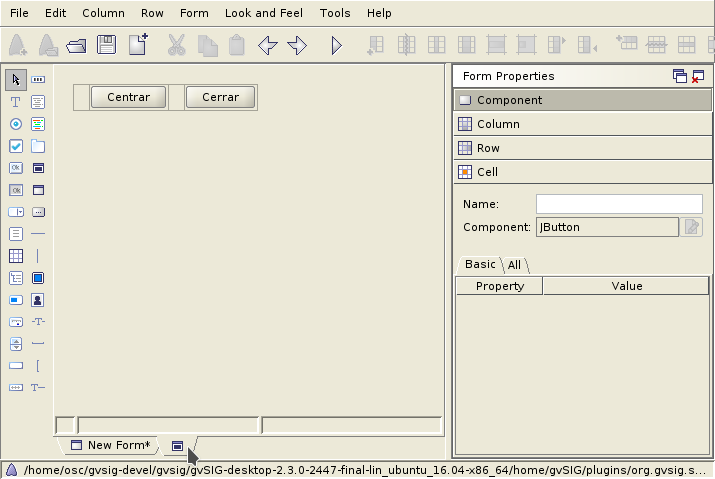 File Edit Column Row Form Look and Feel Tools Help
Form Properties
Component
Column
Row
Cell
Centrar Cerrar
Name:
Component: JButton
Basic All
Property Value
New Form*
/home/osc/gvsig-devel/gvsig/gvSIG-desktop-2.3.0-2447-final-lin_ubuntu_16.04-x86_64/home/gvSIG/plugins/org.gvsig.s...